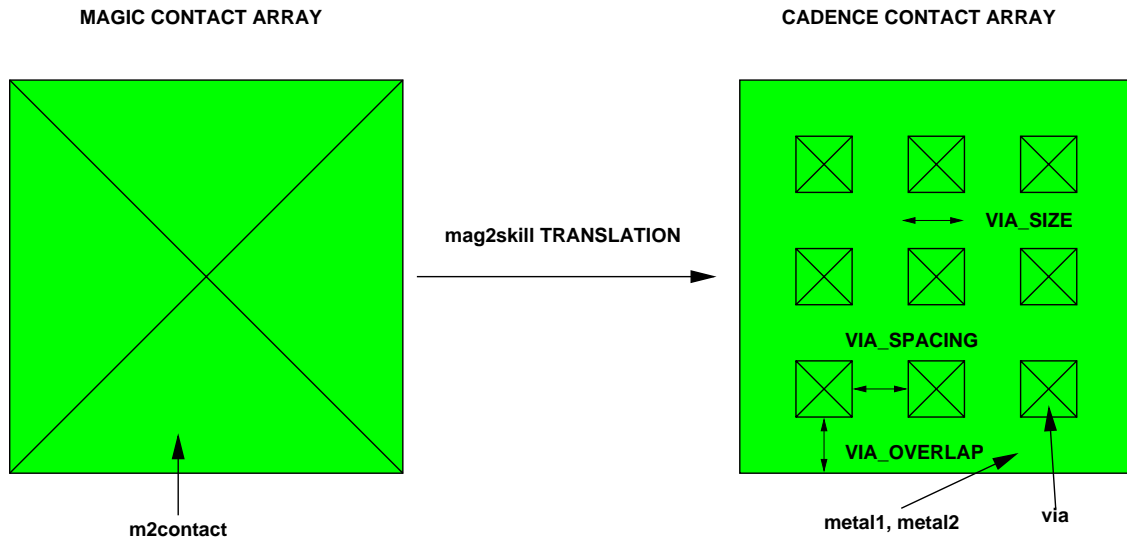 MAGIC CONTACT ARRAY
CADENCE CONTACT ARRAY
mag2skill TRANSLATION
VIA_SIZE
VIA_SPACING
VIA_OVERLAP
m2contact
metal1, metal2
via